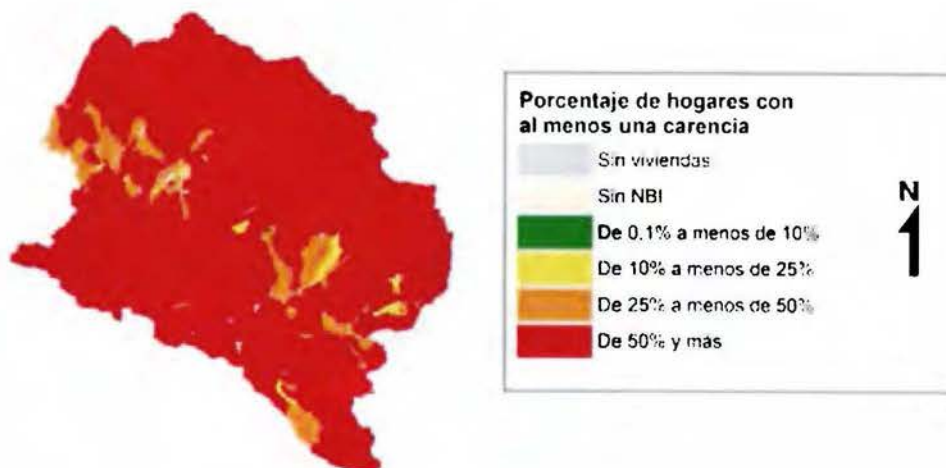 Porcentaje de hogares con
al menos una carencia
Sin viviendas
Sin NBI
De 0.1% a menos de 10%
De 10% a menos de 25%
De 25% a menos de 50%
De 50% y más
N